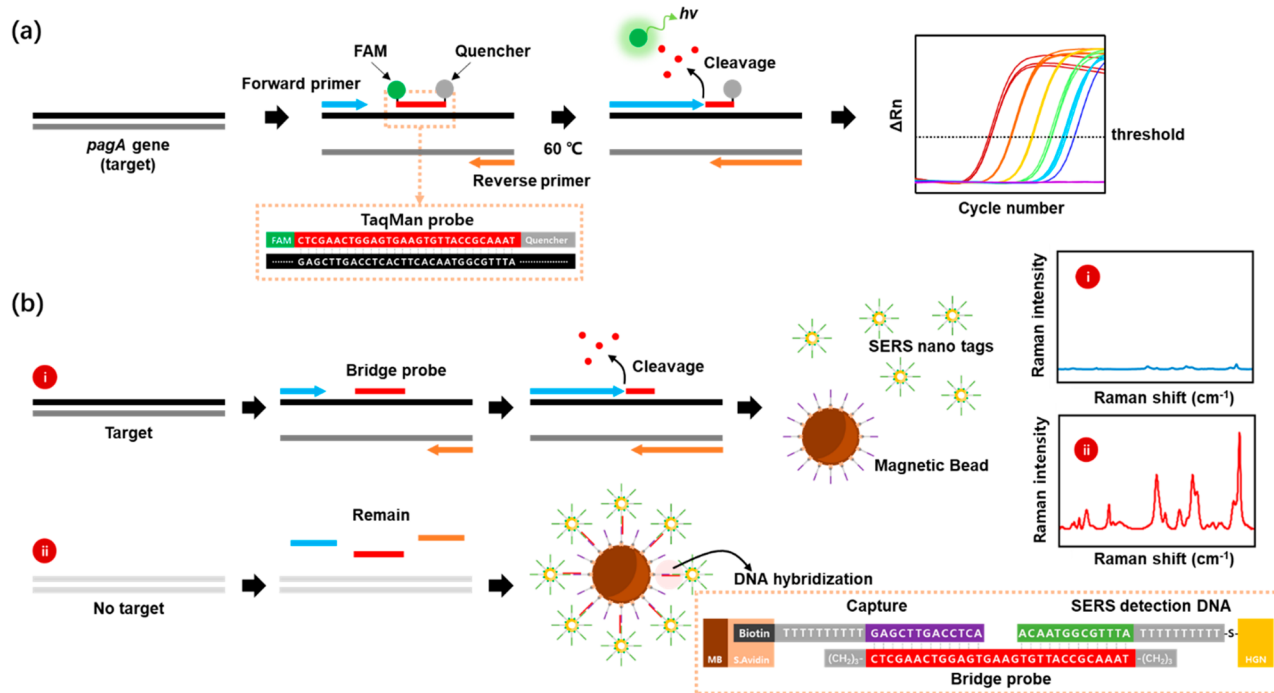 (a)
hv
FAM
Quencher
Forward primer
Cleavage
pagA gene
(target)
60 ℃
Reverse primer
ΔRn
threshold
Cycle number
TaqMan probe
FAM CTCGAACTGGAGTGAAGTGTTACCGCAAAT Quencher
········ GAGCTTGACCTCACTTCACAATGGCGTTTA ··················
(b)
i
Target
Bridge probe
Cleavage
SERS nano tags
Magnetic Bead
i
Raman intensity
Raman shift (cm-1)
ii
Raman intensity
Raman shift (cm-1)
ii
No target
Remain
DNA hybridization
Capture
SERS detection DNA
Biotin TTTTTTTTTT GAGCTTGACCTCA ACAATGGCGTTTA TTTTTTTTTT -S-
MB S.Avidin (CH2)3- CTCGAACTGGAGTGAAGTGTTACCGCAAAT -(CH2)3 HGN
Bridge probe